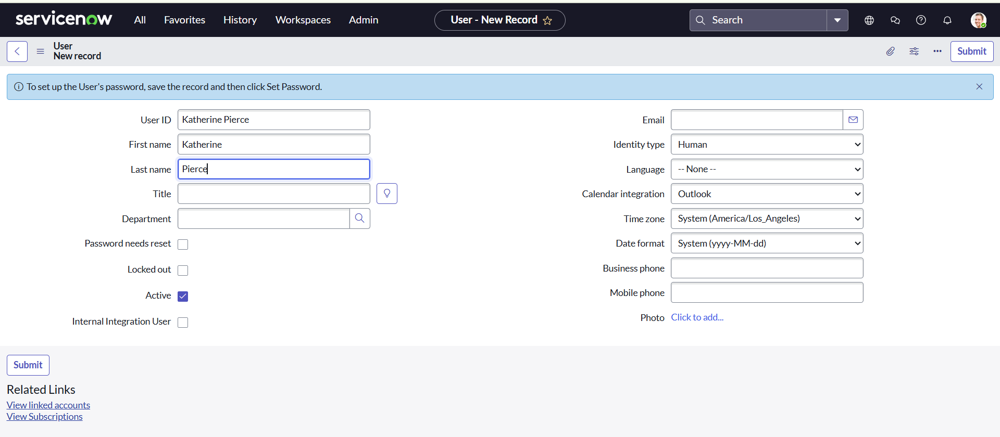 servicenow All Favorites History Workspaces Admin User - New Record Search
User
New record
Submit
To set up the User's password, save the record and then click Set Password.
User ID Katherine Pierce
First name Katherine
Last name Pierce
Title
Department
Password needs reset
Locked out
Active
Internal Integration User
Email
Identity type Human
Language -- None --
Calendar integration Outlook
Time zone System (America/Los_Angeles)
Date format System (yyyy-MM-dd)
Business phone
Mobile phone
Photo Click to add...
Submit
Related Links
View linked accounts
View Subscriptions